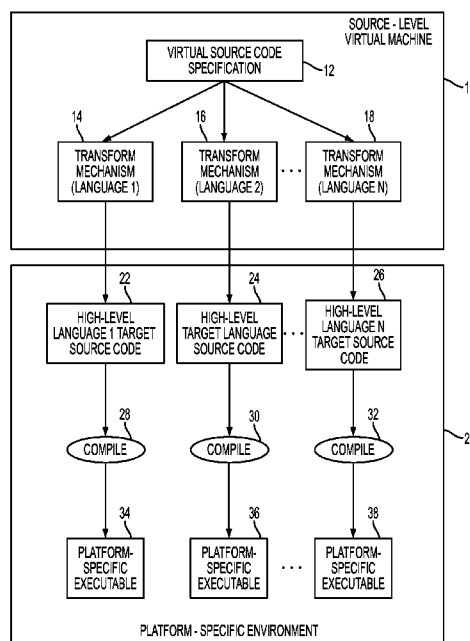 SOURCE - LEVEL
VIRTUAL MACHINE
VIRTUAL SOURCE CODE
SPECIFICATION
12
1
14
16
18
TRANSFORM
MECHANISM
(LANGUAGE 1)
TRANSFORM
MECHANISM
(LANGUAGE 2)
...
TRANSFORM
MECHANISM
(LANGUAGE N)
22
24
26
HIGH-LEVEL
LANGUAGE 1 TARGET
SOURCE CODE
HIGH-LEVEL
TARGET LANGUAGE
SOURCE CODE
...
HIGH-LEVEL
LANGUAGE N
TARGET SOURCE
CODE
28
30
32
COMPILE
COMPILE
COMPILE
2
34
36
38
PLATFORM-
SPECIFIC
EXECUTABLE
PLATFORM-
SPECIFIC
EXECUTABLE
...
PLATFORM-
SPECIFIC
EXECUTABLE
PLATFORM - SPECIFIC ENVIRONMENT